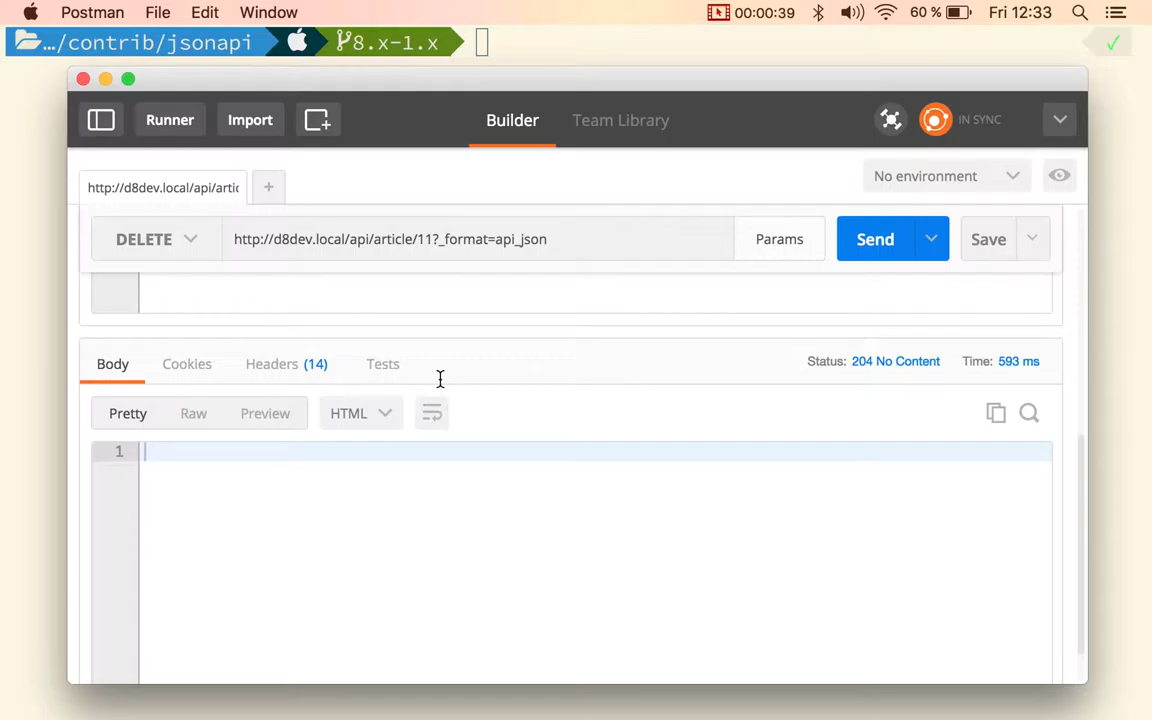 Postman File Edit Window 00:00:39 60 % Fri 12:33
.../contrib/jsonapi 8.x-1.x ✓
Runner Import Builder Team Library IN SYNC
http://d8dev.local/api/artic + No environment
DELETE http://d8dev.local/api/article/11?_format=api_json Params Send Save
Body Cookies Headers (14) Tests Status: 204 No Content Time: 593 ms
Pretty Raw Preview HTML
1